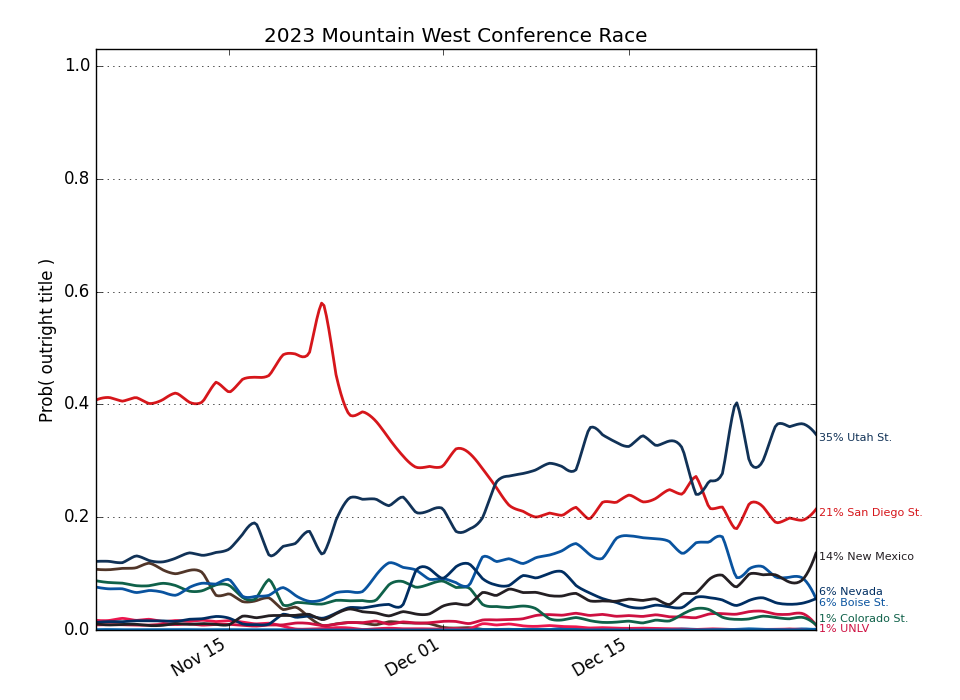 2023 Mountain West Conference Race
Prob( outright title )
1.0
0.8
0.6
0.4
0.2
0.0
Nov 15
Dec 01
Dec 15
35% Utah St.
21% San Diego St.
14% New Mexico
6% Nevada
6% Boise St.
1% Colorado St.
1% UNLV